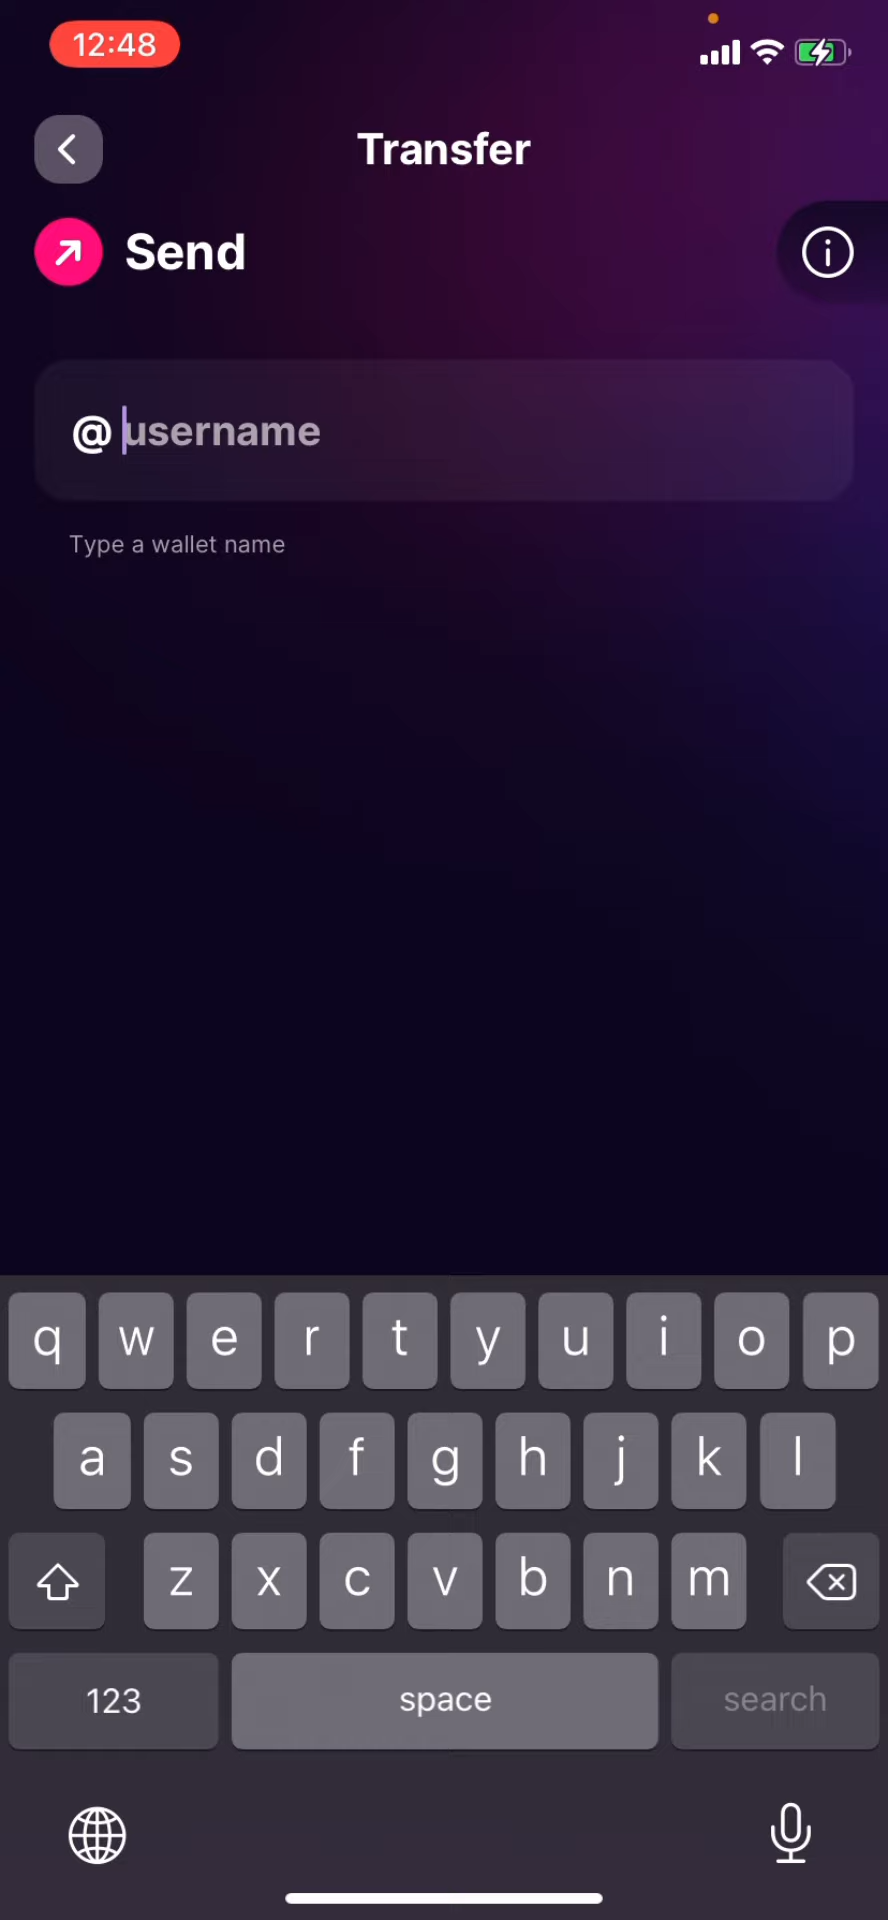 12:48
Transfer
Send
@ username
Type a wallet name
q w e r t y u i o p
a s d f g h j k l
z x c v b n m
123 space search